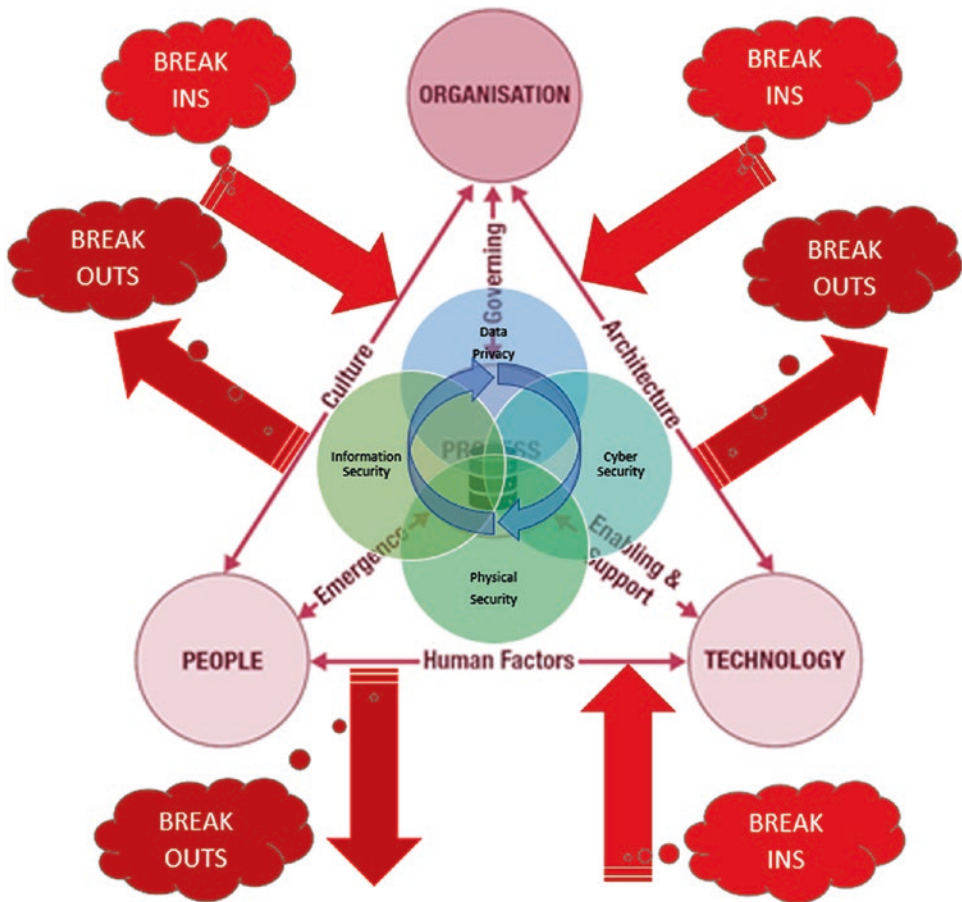 BREAK
INS
ORGANISATION
BREAK
INS
BREAK
OUTS
BREAK
OUTS
Governing
Data
Privacy
Culture
Architecture
PROCESS
Information
Security
Cyber
Security
Emergence
Enabling &
Support
Physical
Security
PEOPLE
Human Factors
TECHNOLOGY
BREAK
OUTS
BREAK
INS